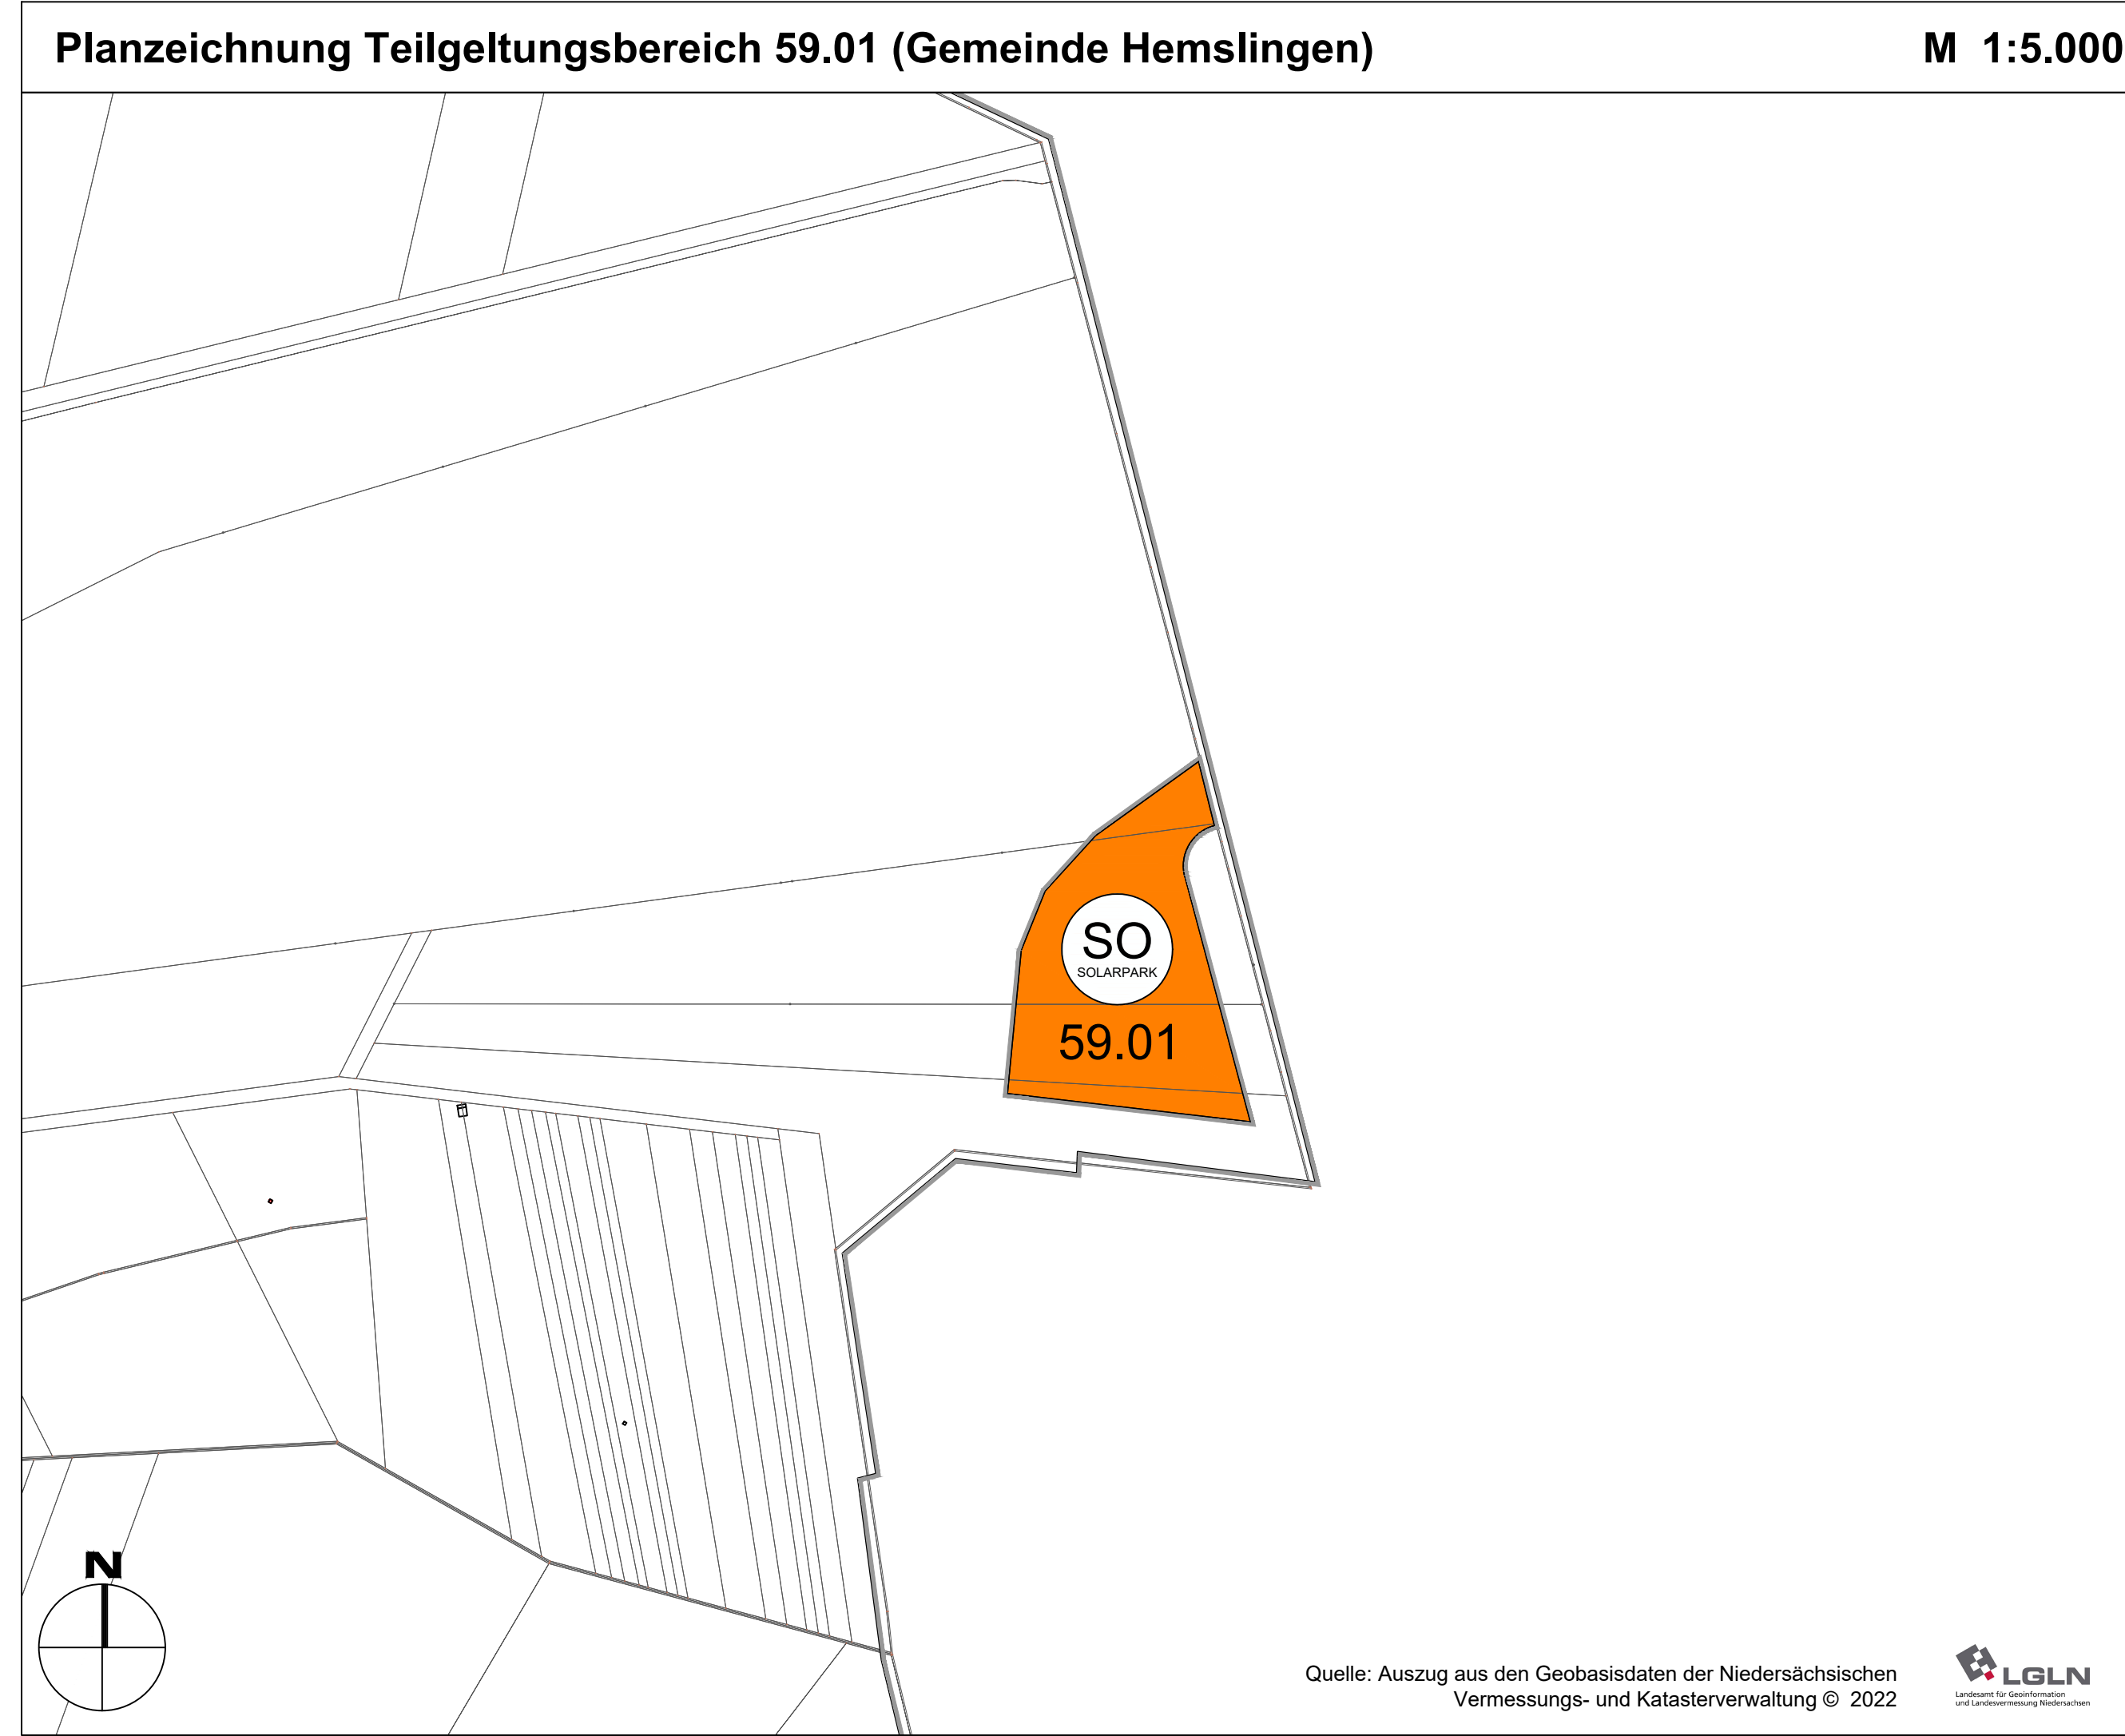 Planzeichnung Teilgeltungsbereich 59.01 (Gemeinde Hemslingen) M 1:5.000
SO
SOLARPARK
59.01
N
Quelle: Auszug aus den Geobasisdaten der Niedersächsischen
Vermessungs- und Katasterverwaltung © 2022
LGLN
Landesamt für Geoinformation
und Landesvermessung Niedersachsen